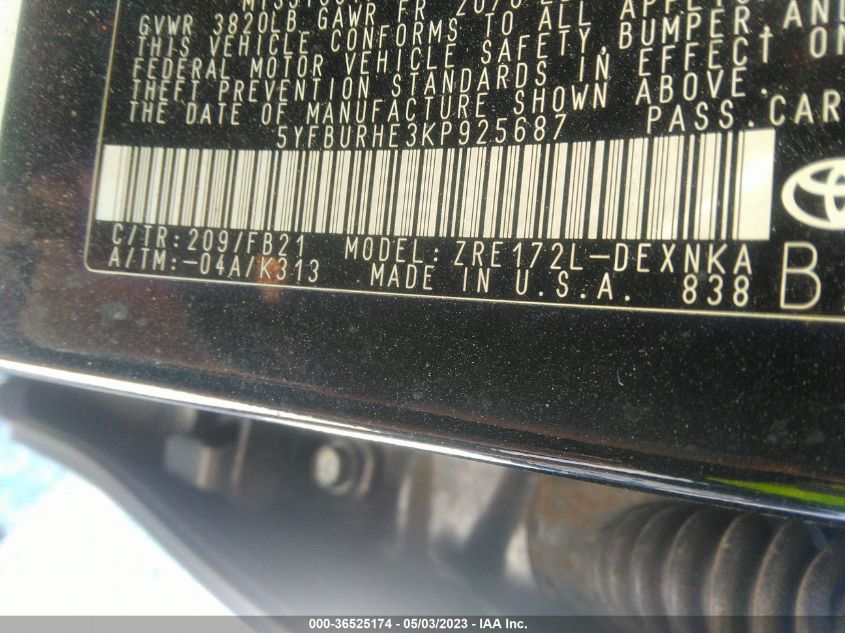 GVWR 3820LB GAWR FR
THIS VEHICLE CONFORMS TO ALL APPLI
FEDERAL MOTOR VEHICLE SAFETY, BUMPER, AND
THEFT PREVENTION STANDARDS IN EFFECT ON
THE DATE OF MANUFACTURE SHOWN ABOVE.
5YFBURHE3KP925687 PASS.CAR
C/TR:209/FB21 MODEL:ZRE172L-DEXNKA
A/TM:-04A/K313 MADE IN U.S.A. 838 B
000-36525174 - 05/03/2023 - IAA Inc.